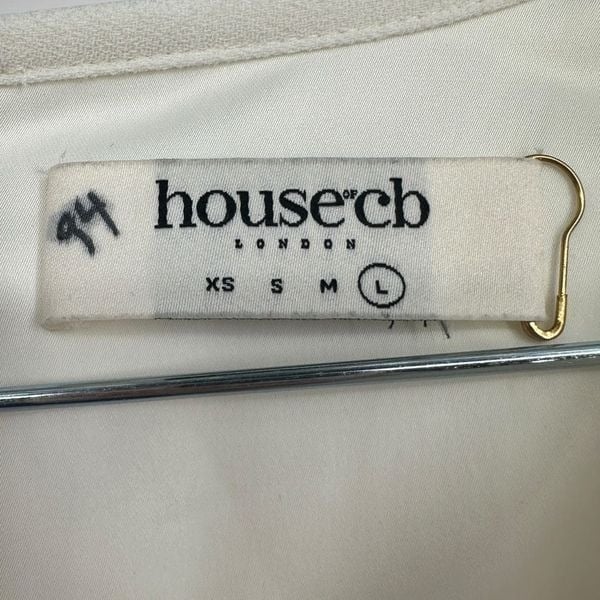 94
house of cb
LONDON
XS S M L